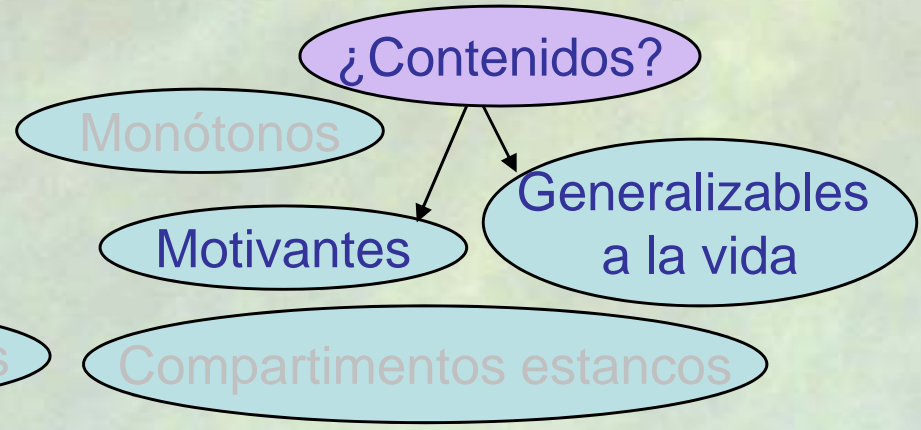 ¿Contenidos?
Monótonos
Generalizables
a la vida
Motivantes
Compartimentos estancos